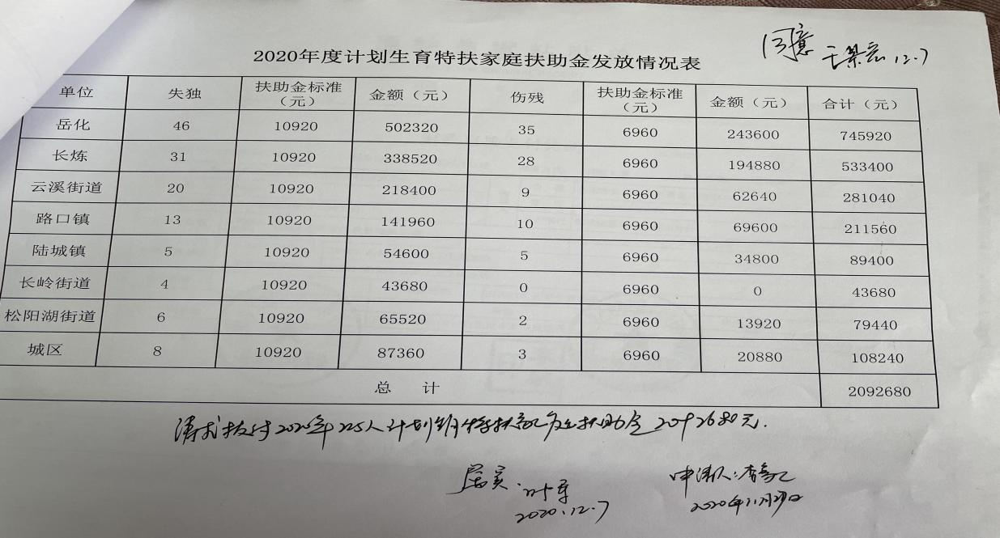 同意 12.7
2020年度计划生育特扶家庭扶助金发放情况表
单位 失独 扶助金标准（元） 金额（元） 伤残 扶助金标准（元） 金额（元） 合计（元）
岳化 46 10920 502320 35 6960 243600 745920
长炼 31 10920 338520 28 6960 194880 533400
云溪街道 20 10920 218400 9 6960 62640 281040
路口镇 13 10920 141960 10 6960 69600 211560
陆城镇 5 10920 54600 5 6960 34800 89400
长岭街道 4 10920 43680 0 6960 0 43680
松阳湖街道 6 10920 65520 2 6960 13920 79440
城区 8 10920 87360 3 6960 20880 108240
总 计 2092680
请求拨付2020年225人计划生育特扶家庭扶助金2092680元.
属实. 申请人:李
2020.12.7 2020年11月27日